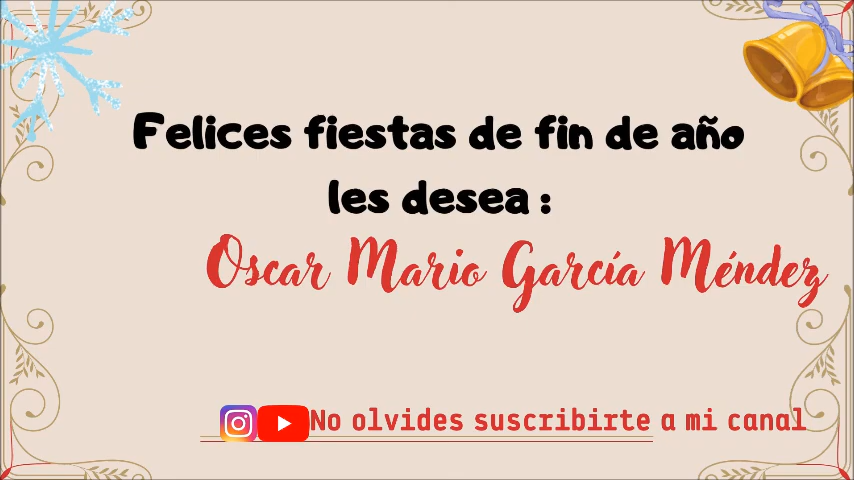 Felices fiestas de fin de año
les desea :
Oscar Mario García Méndez
No olvides suscribirte a mi canal